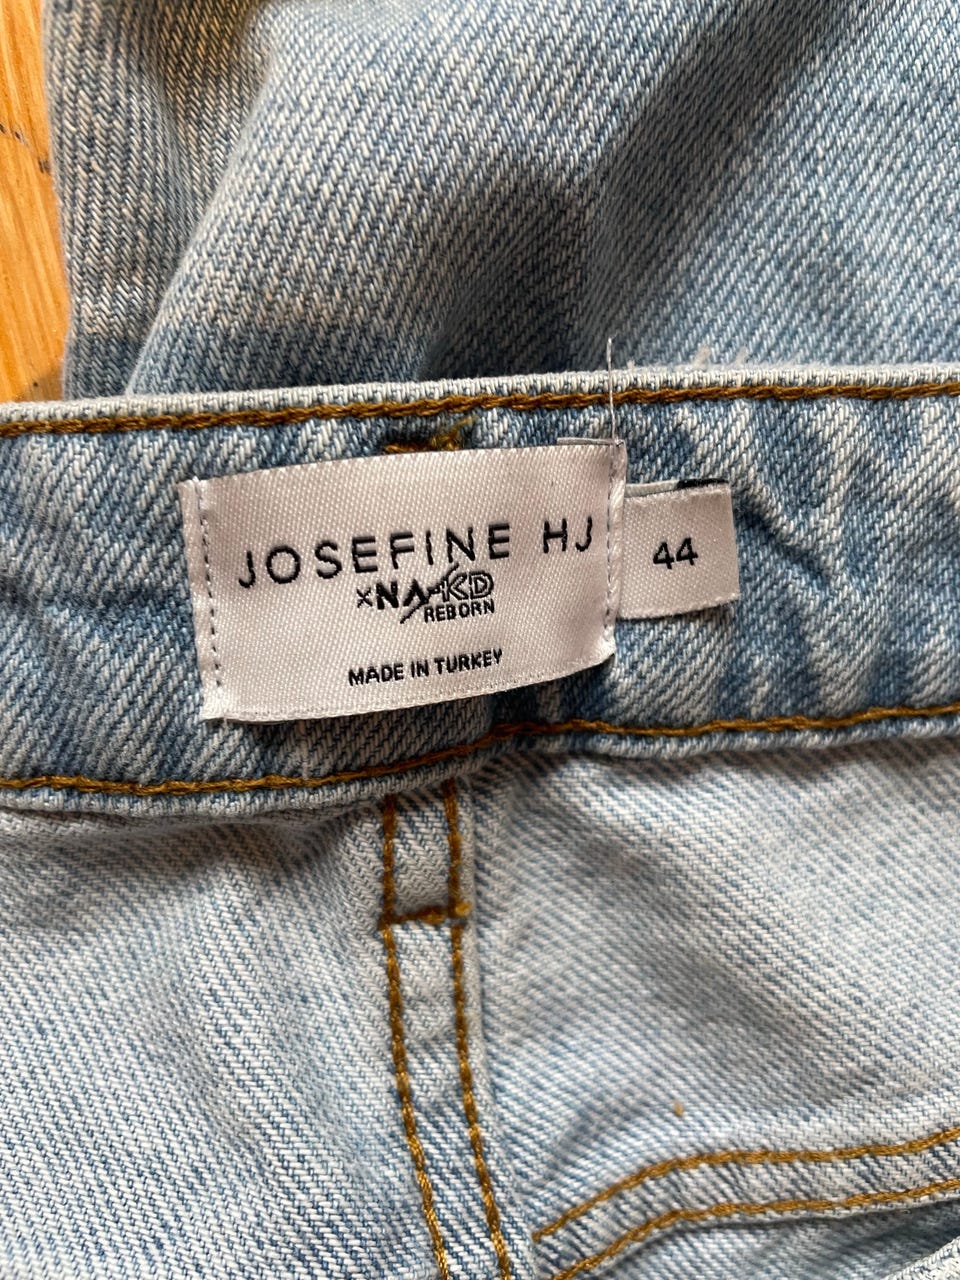 JOSEFINE HJ
×NA-KD
REBORN
MADE IN TURKEY
44